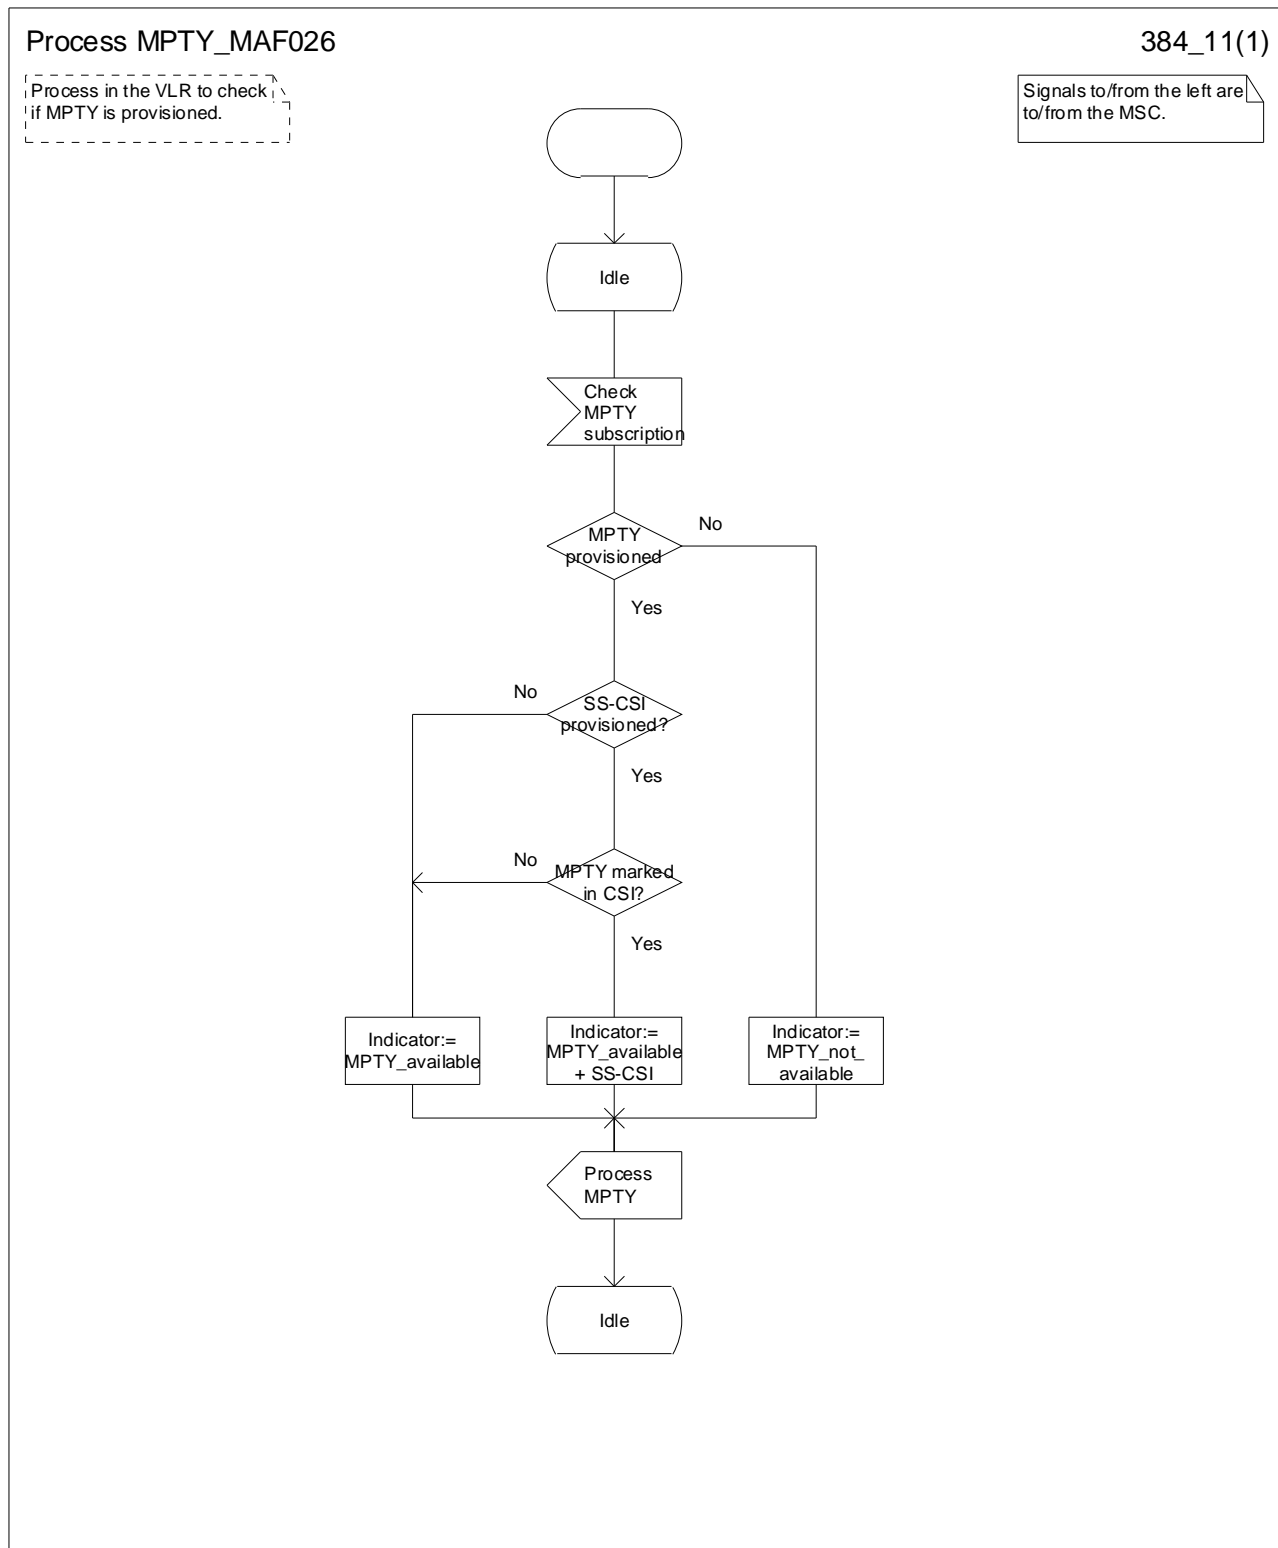 Process MPTY_MAF026
384_11(1)
Process in the VLR to check
if MPTY is provisioned.
Signals to/from the left are
to/from the MSC.
Idle
Check
MPTY
subscription
MPTY
provisioned
No
Yes
No
SS-CSI
provisioned?
Yes
No
MPTY marked
in CSI?
Yes
Indicator:=
MPTY_available
Indicator:=
MPTY_available
+ SS-CSI
Indicator:=
MPTY_not_
available
Process
MPTY
Idle